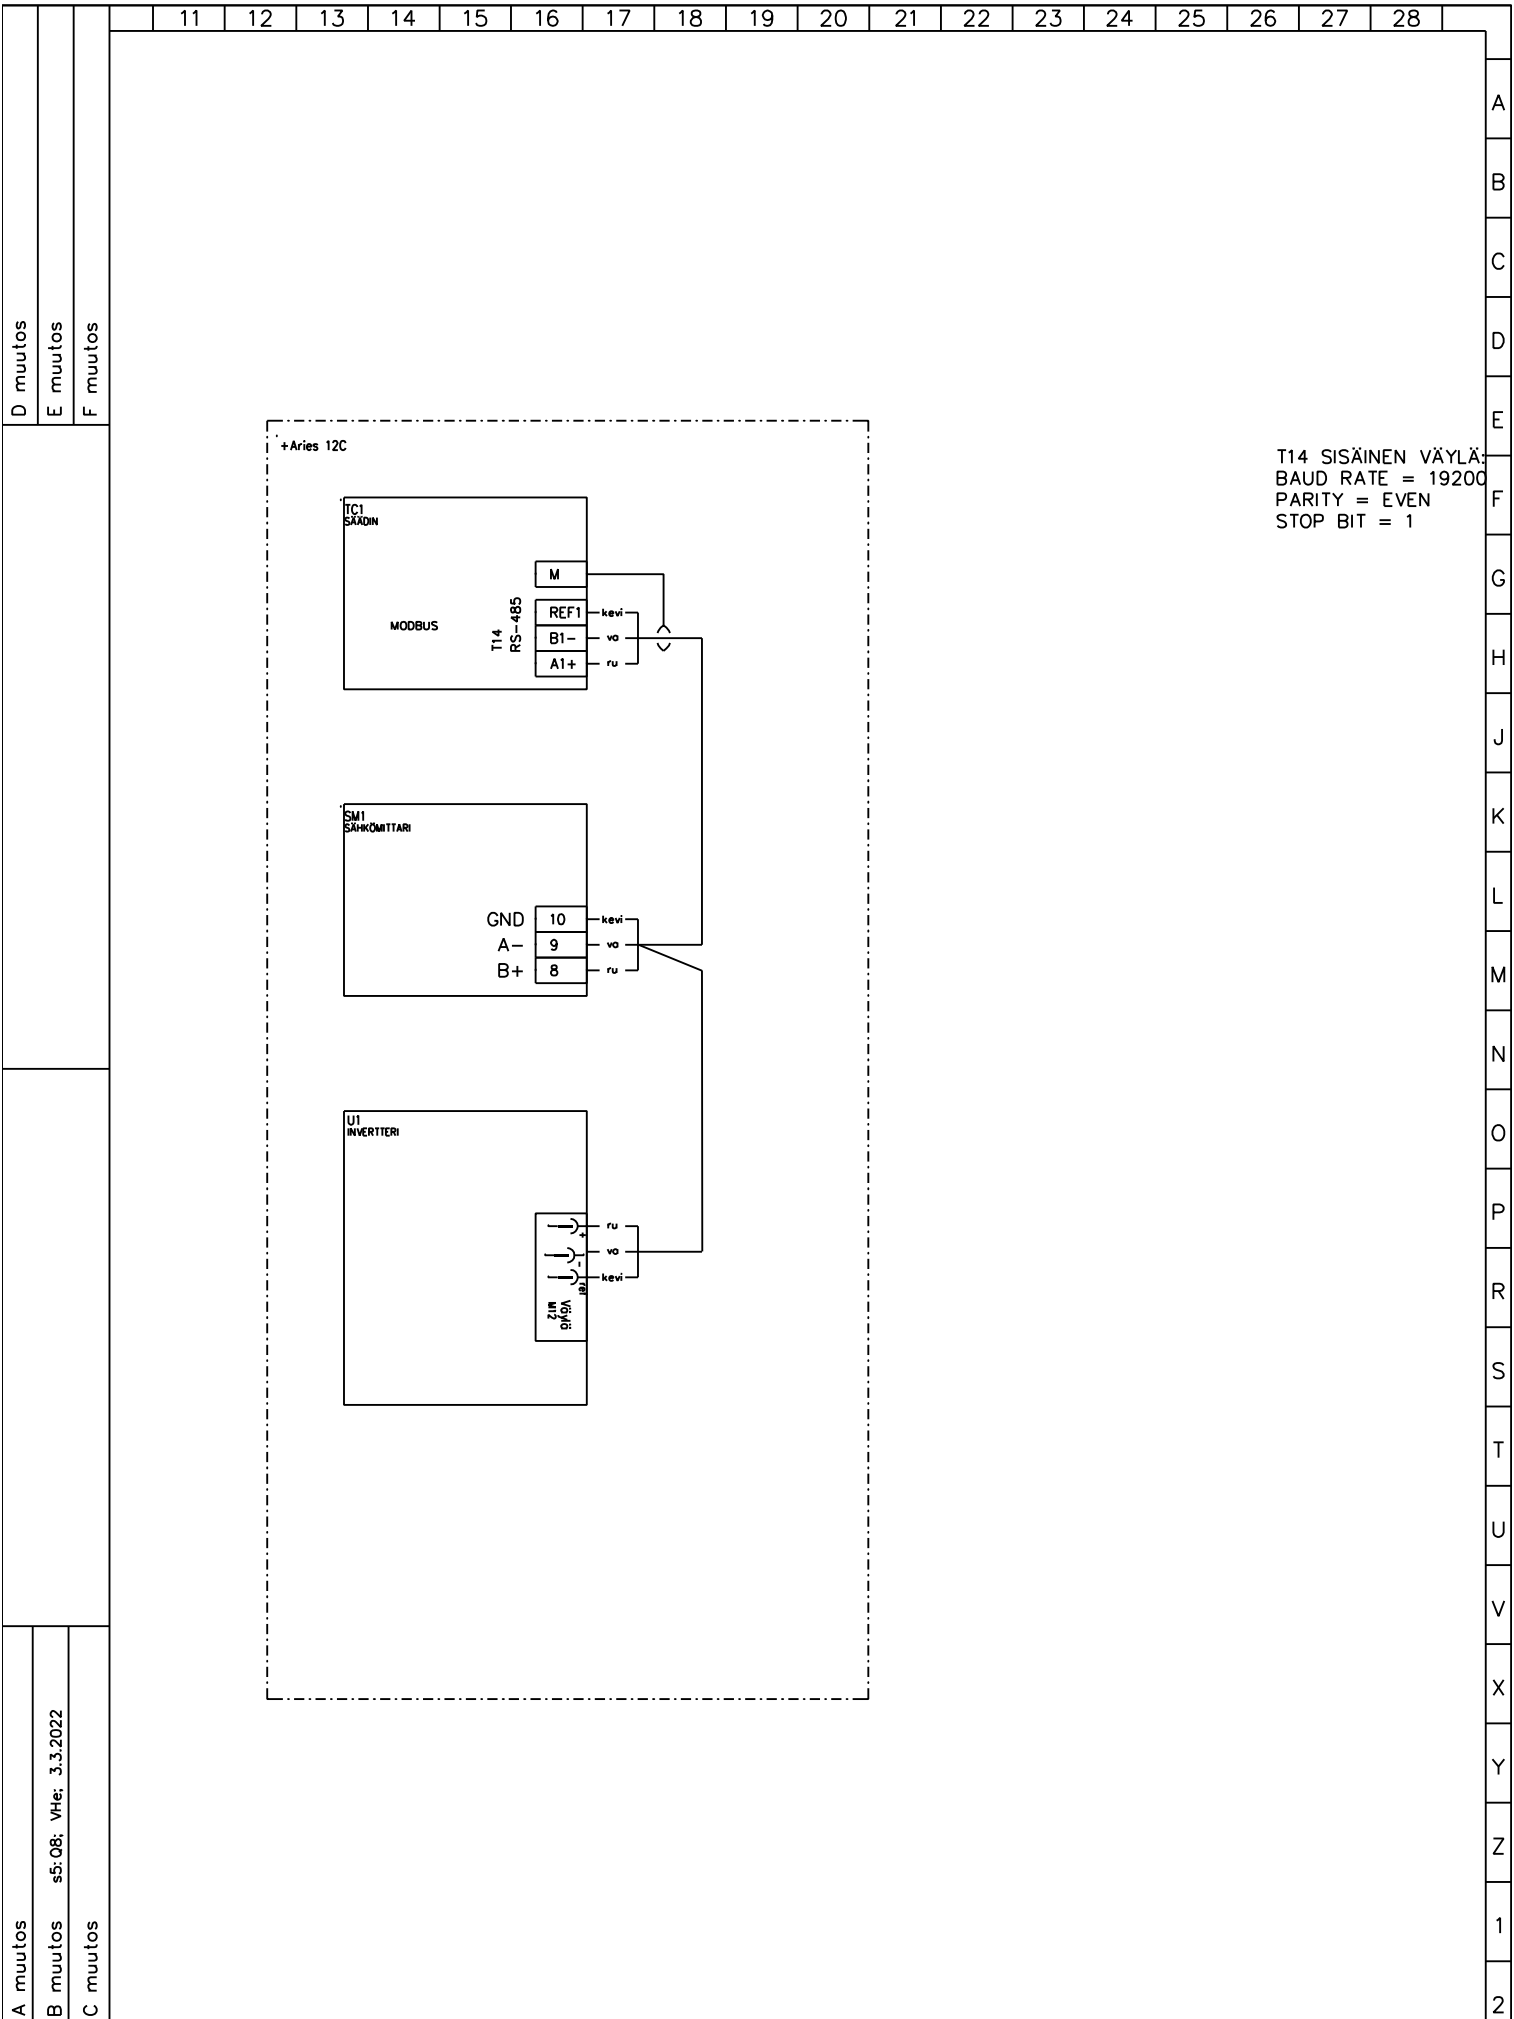 11 12 13 14 15 16 17 18 19 20 21 22 23 24 25 26 27 28
A
B
C
D
E
F
G
H
J
K
L
M
N
O
P
R
S
T
U
V
X
Y
Z
1
2
D muutos
E muutos
F muutos
A muutos
B muutos s5:Q8; VHe; 3.3.2022
C muutos
+Aries 12C
T14 SISÄINEN VÄYLÄ:
BAUD RATE = 19200
PARITY = EVEN
STOP BIT = 1
TC1
SÄÄDIN
MODBUS
T14
RS-485
M
REF1 kevi
B1- va
A1+ ru
SM1
SÄHKÖMITTARI
GND 10 kevi
A- 9 va
B+ 8 ru
U1
INVERTTERI
+ ru
- va
ref kevi
Väylä
M12